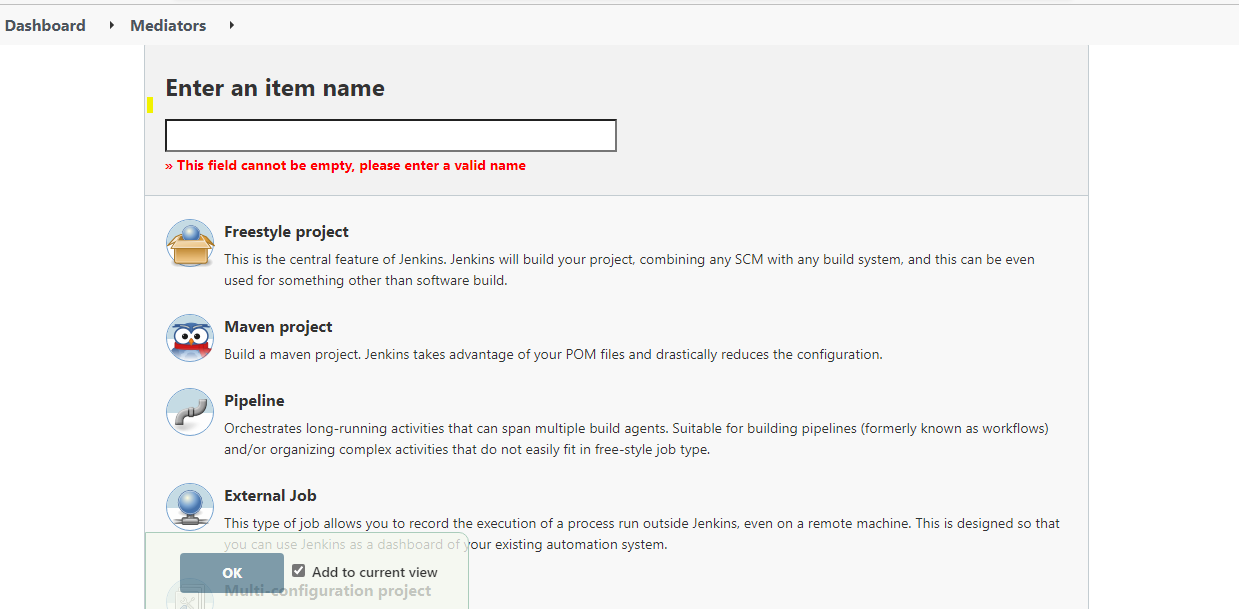 Dashboard
Mediators
Enter an item name
» This field cannot be empty, please enter a valid name
Freestyle project
This is the central feature of Jenkins. Jenkins will build your project, combining any SCM with any build system, and this can be even
used for something other than software build.
Maven project
Build a maven project. Jenkins takes advantage of your POM files and drastically reduces the configuration.
Pipeline
Orchestrates long-running activities that can span multiple build agents. Suitable for building pipelines (formerly known as workflows)
and/or organizing complex activities that do not easily fit in free-style job type.
External Job
This type of job allows you to record the execution of a process run outside Jenkins, even on a remote machine. This is designed so that
you can use Jenkins as a dashboard of your existing automation system.
OK
Add to current view
Multi-configuration project